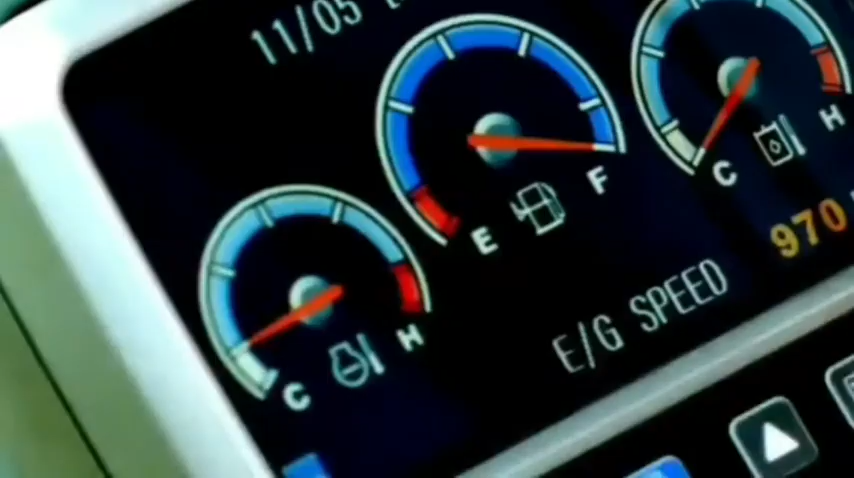 11/05
E F
C H
C H
970
E/G SPEED